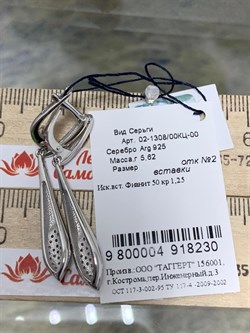 Вид Серьги
Арт. 02-1308/00КЦ-00
Серебро Arg 925
Масса,г 5.62
Размер отк №2
вставки
Иск.вст. Фианит 50 кр 1,25
9 800004 918230
Произв.:ООО "ТАГГЕРТ" 156001.
г.Кострома,пер.Инженерный,д.3
ОСТ 117-3-002-95 ТУ 117-4 -2009-2002